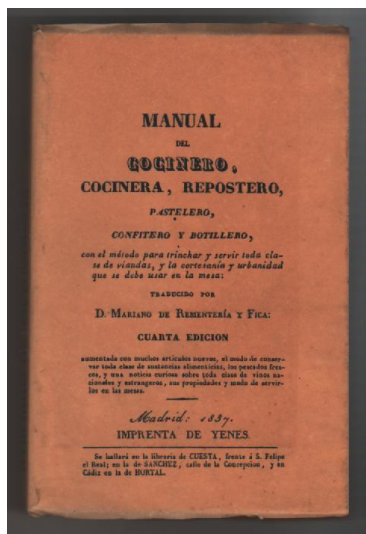 MANUAL
DEL
COCINERO,
COCINERA, REPOSTERO,
PASTELERO,
CONFITERO Y BOTILLERO,
con el método para trinchar y servir toda cla-
se de viandas, y la cortesanía y urbanidad
que se debe usar en la mesa:
TRADUCIDO POR
D. MARIANO DE REMENTERÍA Y FICA:
CUARTA EDICION
aumentada con muchos artículos nuevos, el modo de conser-
var toda clase de sustancias alimenticias, los pescados fres-
cos, y una noticia curiosa sobre toda clase de vinos na-
cionales y estrangeros, sus propiedades y modo de servir-
los en las mesas.
Madrid: 1837.
IMPRENTA DE YENES.
Se hallará en la librería de CUESTA, frente á S. Felipe
el Real; en la de SANCHEZ, calle de la Concepcion, y en
Cádiz en la de HORTAL.